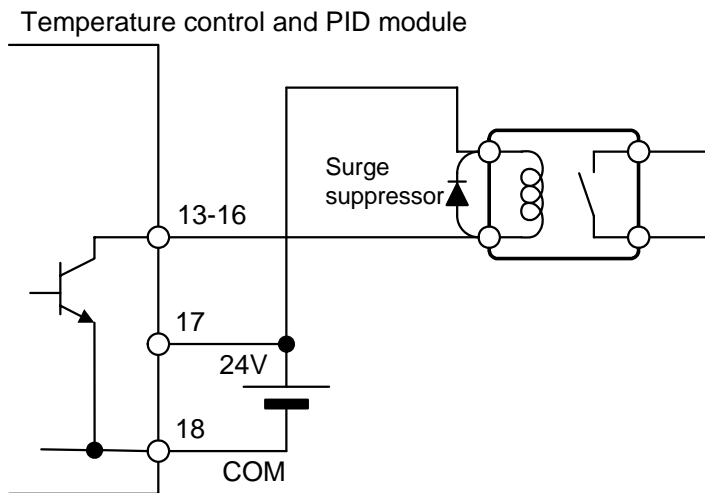 Temperature control and PID module
Surge
suppressor
13-16
17
24V
18
COM